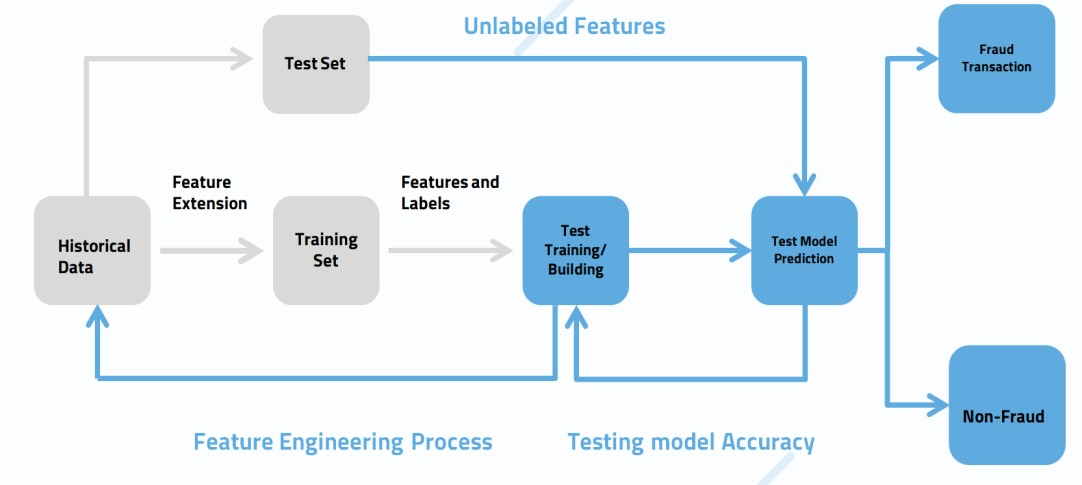 Unlabeled Features
Test Set
Fraud
Transaction
Feature
Extension
Features and
Labels
Historical
Data
Training
Set
Test
Training/
Building
Test Model
Prediction
Non-Fraud
Feature Engineering Process
Testing model Accuracy